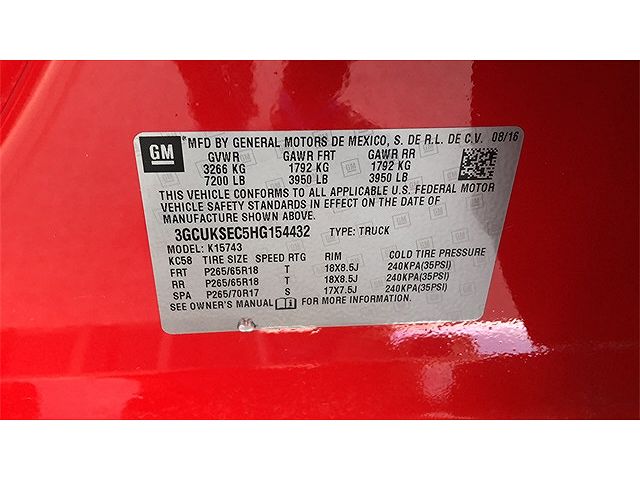 GM *MFD BY GENERAL MOTORS DE MEXICO, S. DE R.L. DE C.V. 08/16
GVWR GAWR FRT GAWR RR
3266 KG 1792 KG 1792 KG
7200 LB 3950 LB 3950 LB
THIS VEHICLE CONFORMS TO ALL APPLICABLE U.S. FEDERAL MOTOR
VEHICLE SAFETY STANDARDS IN EFFECT ON THE DATE OF
MANUFACTURE SHOWN ABOVE.
3GCUKSEC5HG154432 TYPE: TRUCK
MODEL: K15743
KC58 TIRE SIZE SPEED RTG RIM COLD TIRE PRESSURE
FRT P265/65R18 T 18X8.5J 240KPA(35PSI)
RR P265/65R18 T 18X8.5J 240KPA(35PSI)
SPA P265/70R17 S 17X7.5J 240KPA(35PSI)
SEE OWNER'S MANUAL FOR MORE INFORMATION.